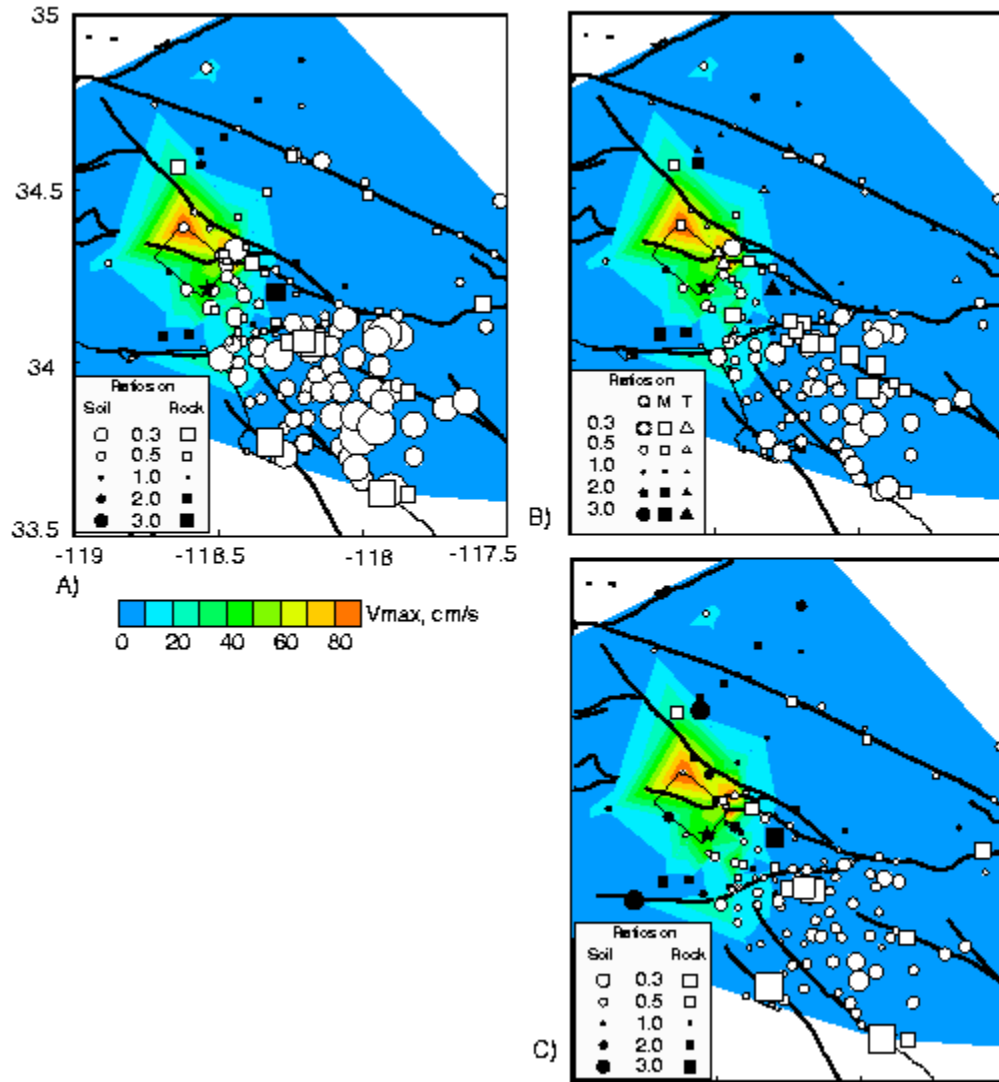 35
34.5
34
33.5
-119
-118.5
-118
-117.5
A)
Ratios on
Soil Rock
0.3
0.5
1.0
2.0
3.0
Vmax, cm/s
0 20 40 60 80
B)
Ratios on
Q M T
0.3
0.5
1.0
2.0
3.0
C)
Ratios on
Soil Rock
0.3
0.5
1.0
2.0
3.0